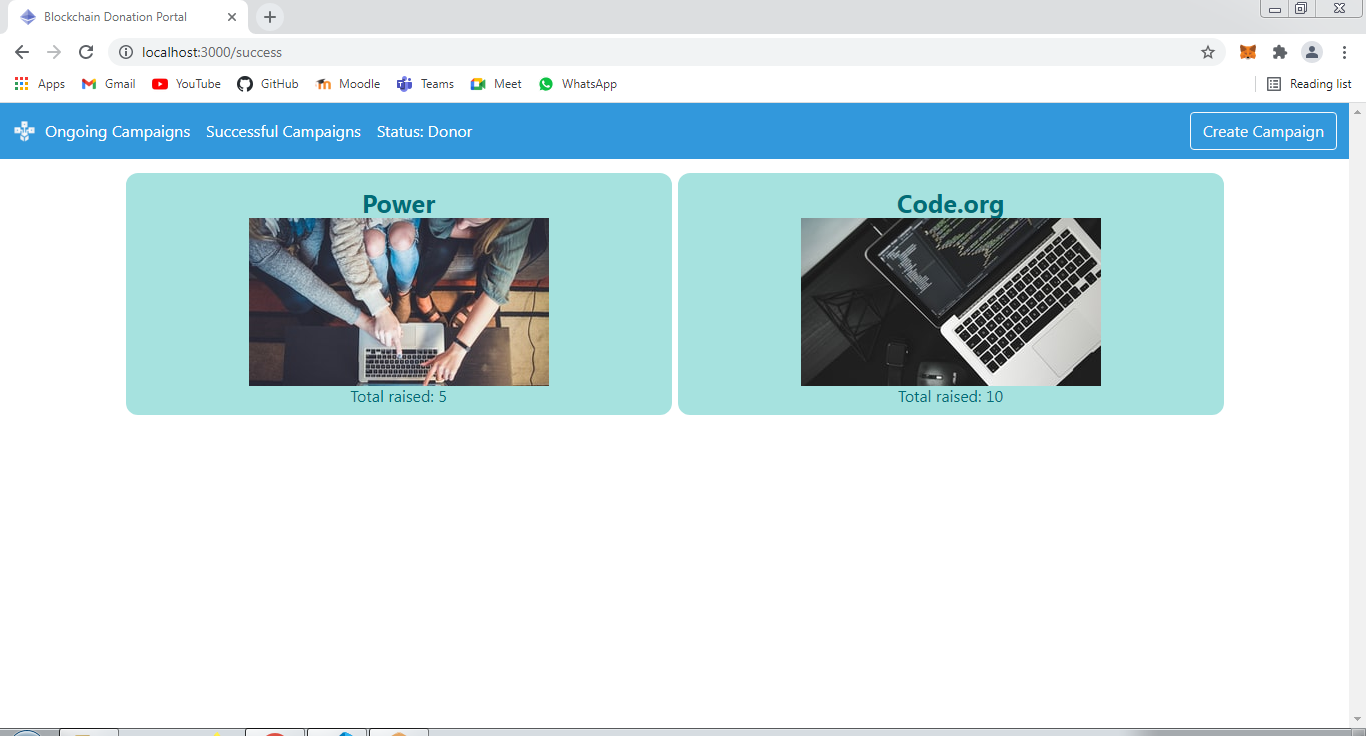 Blockchain Donation Portal
localhost:3000/success
Apps Gmail YouTube GitHub Moodle Teams Meet WhatsApp Reading list
Ongoing Campaigns Successful Campaigns Status: Donor Create Campaign
Power Code.org
Total raised: 5 Total raised: 10